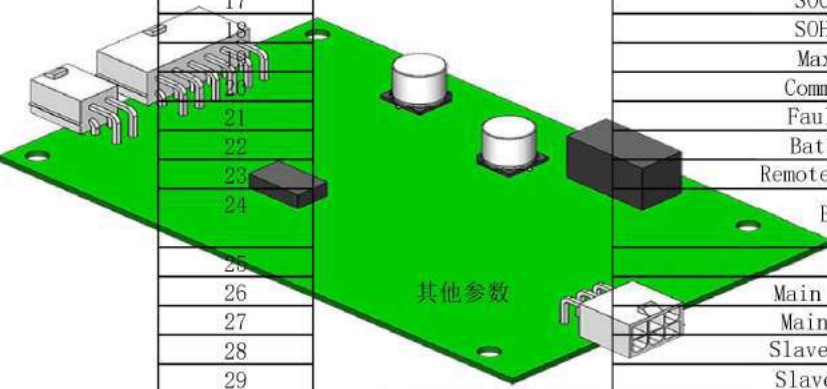 17
18 SOH
19 Max
20 Comm
21 Faul
22 Bat
23 Remote
24
25
26 其他参数 Main
27 Main
28 Slave
29 Slave